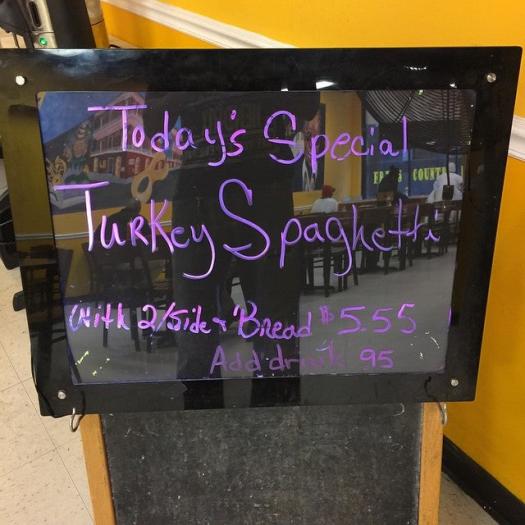 Today's Special
Turkey Spaghetti
With 2/Side & Bread $5.55
Add drink 95